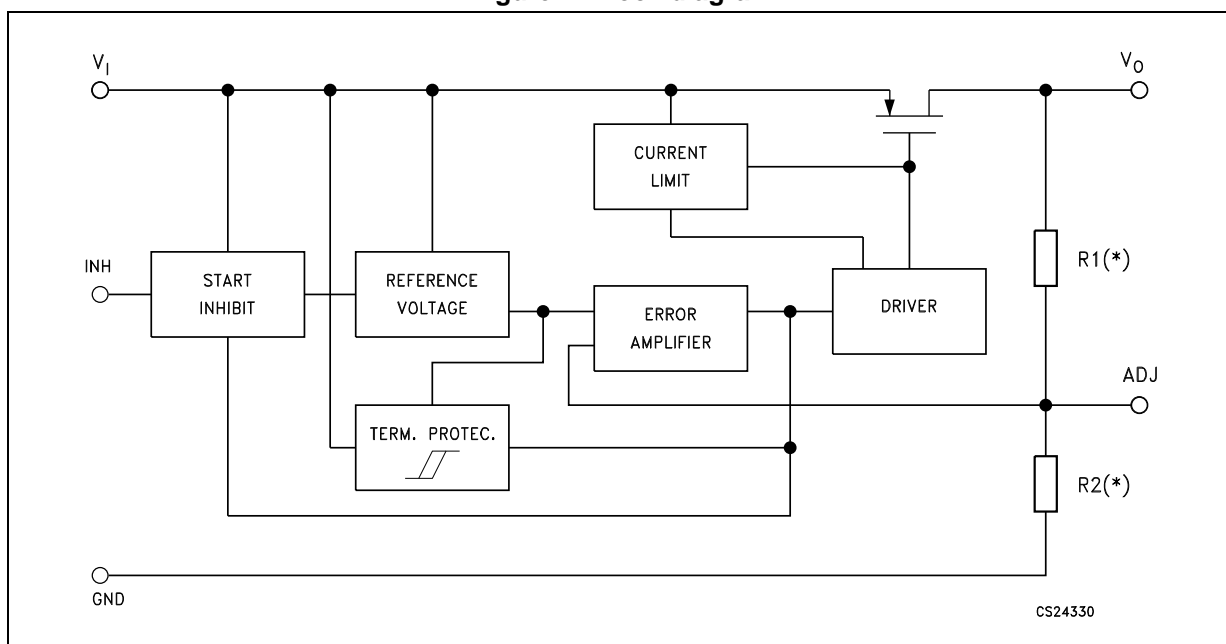 V_I
V_O
CURRENT
LIMIT
INH
START
INHIBIT
REFERENCE
VOLTAGE
R1(*)
ERROR
AMPLIFIER
DRIVER
ADJ
TERM. PROTEC.
R2(*)
GND
CS24330